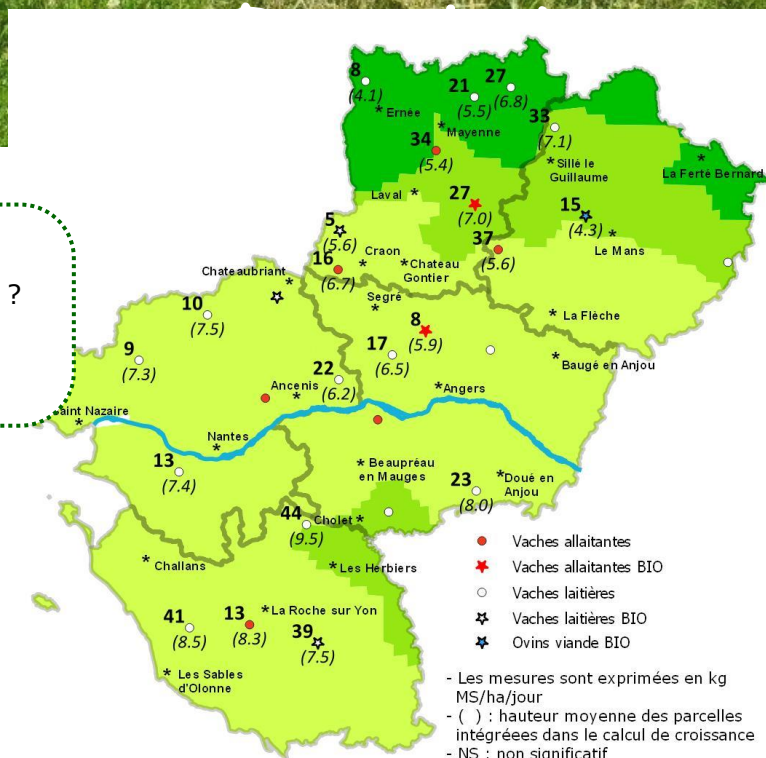 8
(4.1)
* Ernée
21
(5.5)
27
(6.8)
* Mayenne
34
(5.4)
33
(7.1)
* Sillé le
Guillaume
*
La Ferté Bernard
Laval *
27
(7.0)
15
(4.3)
*
Le Mans
5
(5.6)
Craon
*
* Chateau
Gontier
37
(5.6)
16
(6.7)
?
Chateaubriant
*
Segré
*
* La Flèche
10
(7.5)
8
(5.9)
9
(7.3)
17
(6.5)
* Baugé en Anjou
22
(6.2)
Ancenis
*
* Angers
Saint Nazaire
*
Nantes
*
13
(7.4)
* Beaupréau
en Mauges
23
(8.0)
* Doué en
Anjou
44
(9.5)
Cholet *
* Challans
* Les Herbiers
41
(8.5)
13
(8.3)
* La Roche sur Yon
39
(7.5)
* Les Sables
d'Olonne
Vaches allaitantes
Vaches allaitantes BIO
Vaches laitières
Vaches laitières BIO
Ovins viande BIO
- Les mesures sont exprimées en kg
MS/ha/jour
- ( ) : hauteur moyenne des parcelles
intégréees dans le calcul de croissance
- NS : non significatif